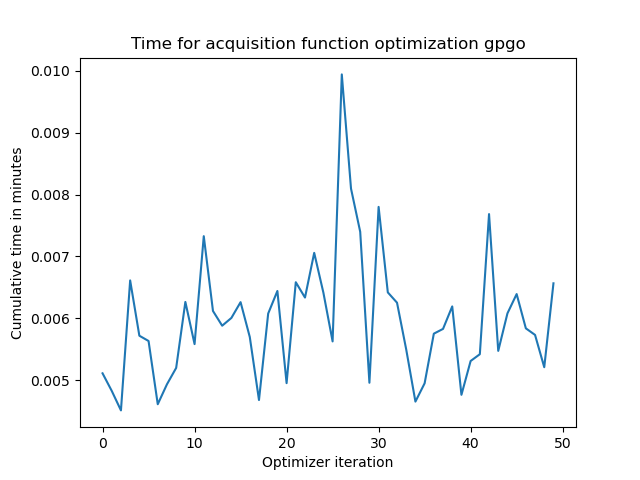 Time for acquisition function optimization gpgo
0.010
0.009
0.008
0.007
0.006
0.005
Cumulative time in minutes
0 10 20 30 40 50
Optimizer iteration